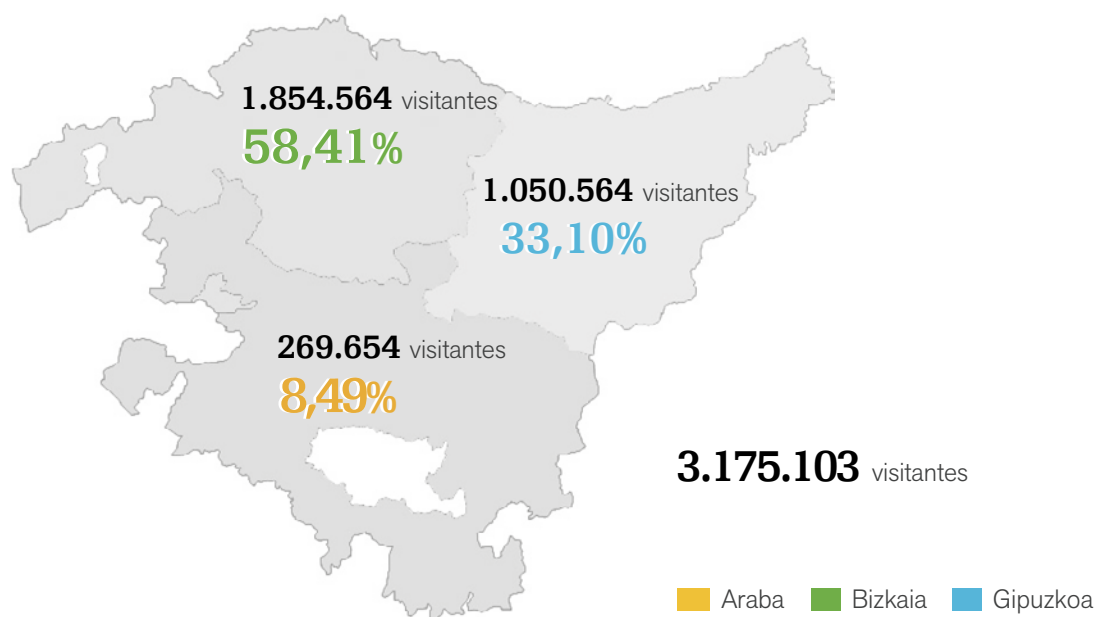 1.854.564 visitantes
58,41%
1.050.564 visitantes
33,10%
269.654 visitantes
8,49%
3.175.103 visitantes
Araba Bizkaia Gipuzkoa